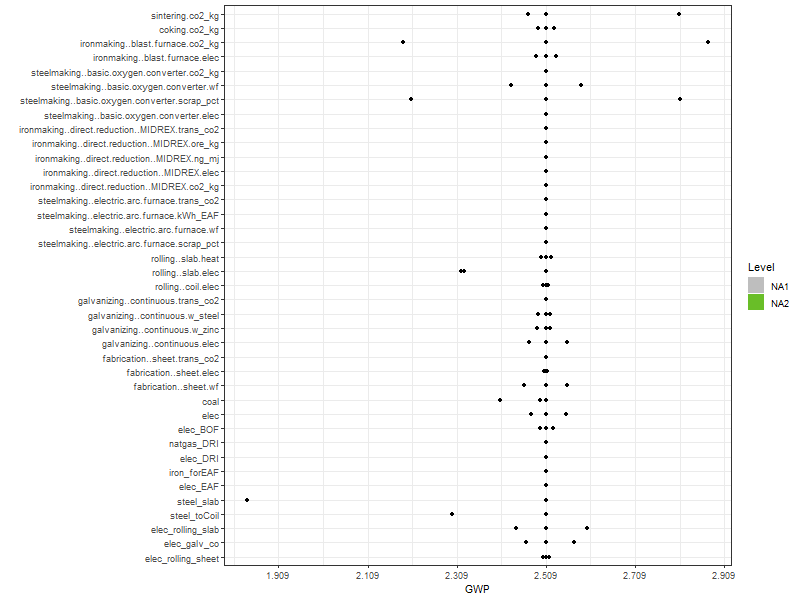 sintering.co2_kg
coking.co2_kg
ironmaking..blast.furnace.co2_kg
ironmaking..blast.furnace.elec
steelmaking..basic.oxygen.converter.co2_kg
steelmaking..basic.oxygen.converter.wf
steelmaking..basic.oxygen.converter.scrap_pct
steelmaking..basic.oxygen.converter.elec
ironmaking..direct.reduction..MIDREX.trans_co2
ironmaking..direct.reduction..MIDREX.ore_kg
ironmaking..direct.reduction..MIDREX.ng_mj
ironmaking..direct.reduction..MIDREX.elec
ironmaking..direct.reduction..MIDREX.co2_kg
steelmaking..electric.arc.furnace.trans_co2
steelmaking..electric.arc.furnace.kWh_EAF
steelmaking..electric.arc.furnace.wf
steelmaking..electric.arc.furnace.scrap_pct
rolling..slab.heat
rolling..slab.elec
rolling..coil.elec
galvanizing..continuous.trans_co2
galvanizing..continuous.w_steel
galvanizing..continuous.w_zinc
galvanizing..continuous.elec
fabrication..sheet.trans_co2
fabrication..sheet.elec
fabrication..sheet.wf
coal
elec
elec_BOF
natgas_DRI
elec_DRI
iron_forEAF
elec_EAF
steel_slab
steel_toCoil
elec_rolling_slab
elec_galv_co
elec_rolling_sheet
1.909 2.109 2.309 2.509 2.709 2.909
GWP
Level
NA1
NA2